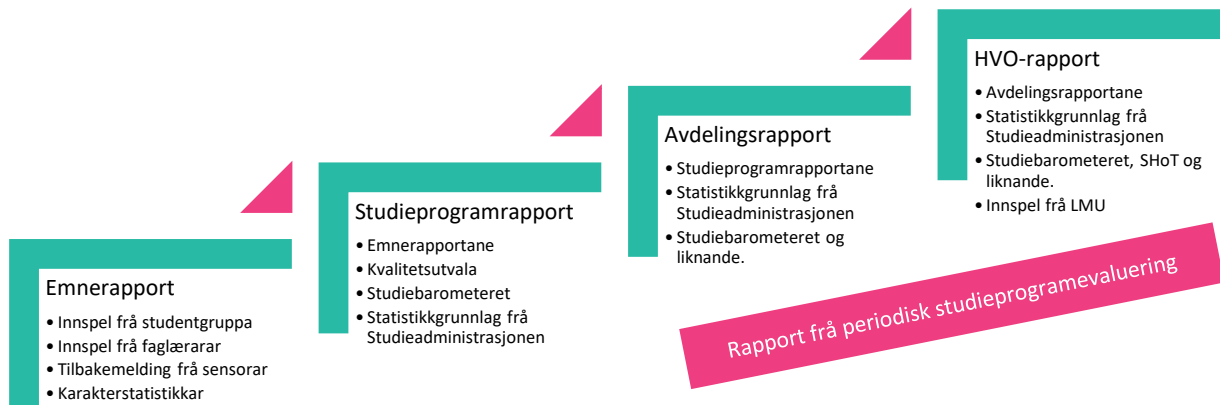 Emnerapport
• Innspel frå studentgruppa
• Innspel frå faglærarar
• Tilbakemelding frå sensorar
• Karakterstatistikkar
Studieprogramrapport
• Emnerapportane
• Kvalitetsutvala
• Studiebarometeret
• Statistikkgrunnlag frå
Studieadministrasjonen
Avdelingsrapport
• Studieprogramrapportane
• Statistikkgrunnlag frå
Studieadministrasjonen
• Studiebarometeret og
liknande.
HVO-rapport
• Avdelingsrapportane
• Statistikkgrunnlag frå
Studieadministrasjonen
• Studiebarometeret, SHoT og
liknande.
• Innspel frå LMU
Rapport frå periodisk studieprogramevaluering